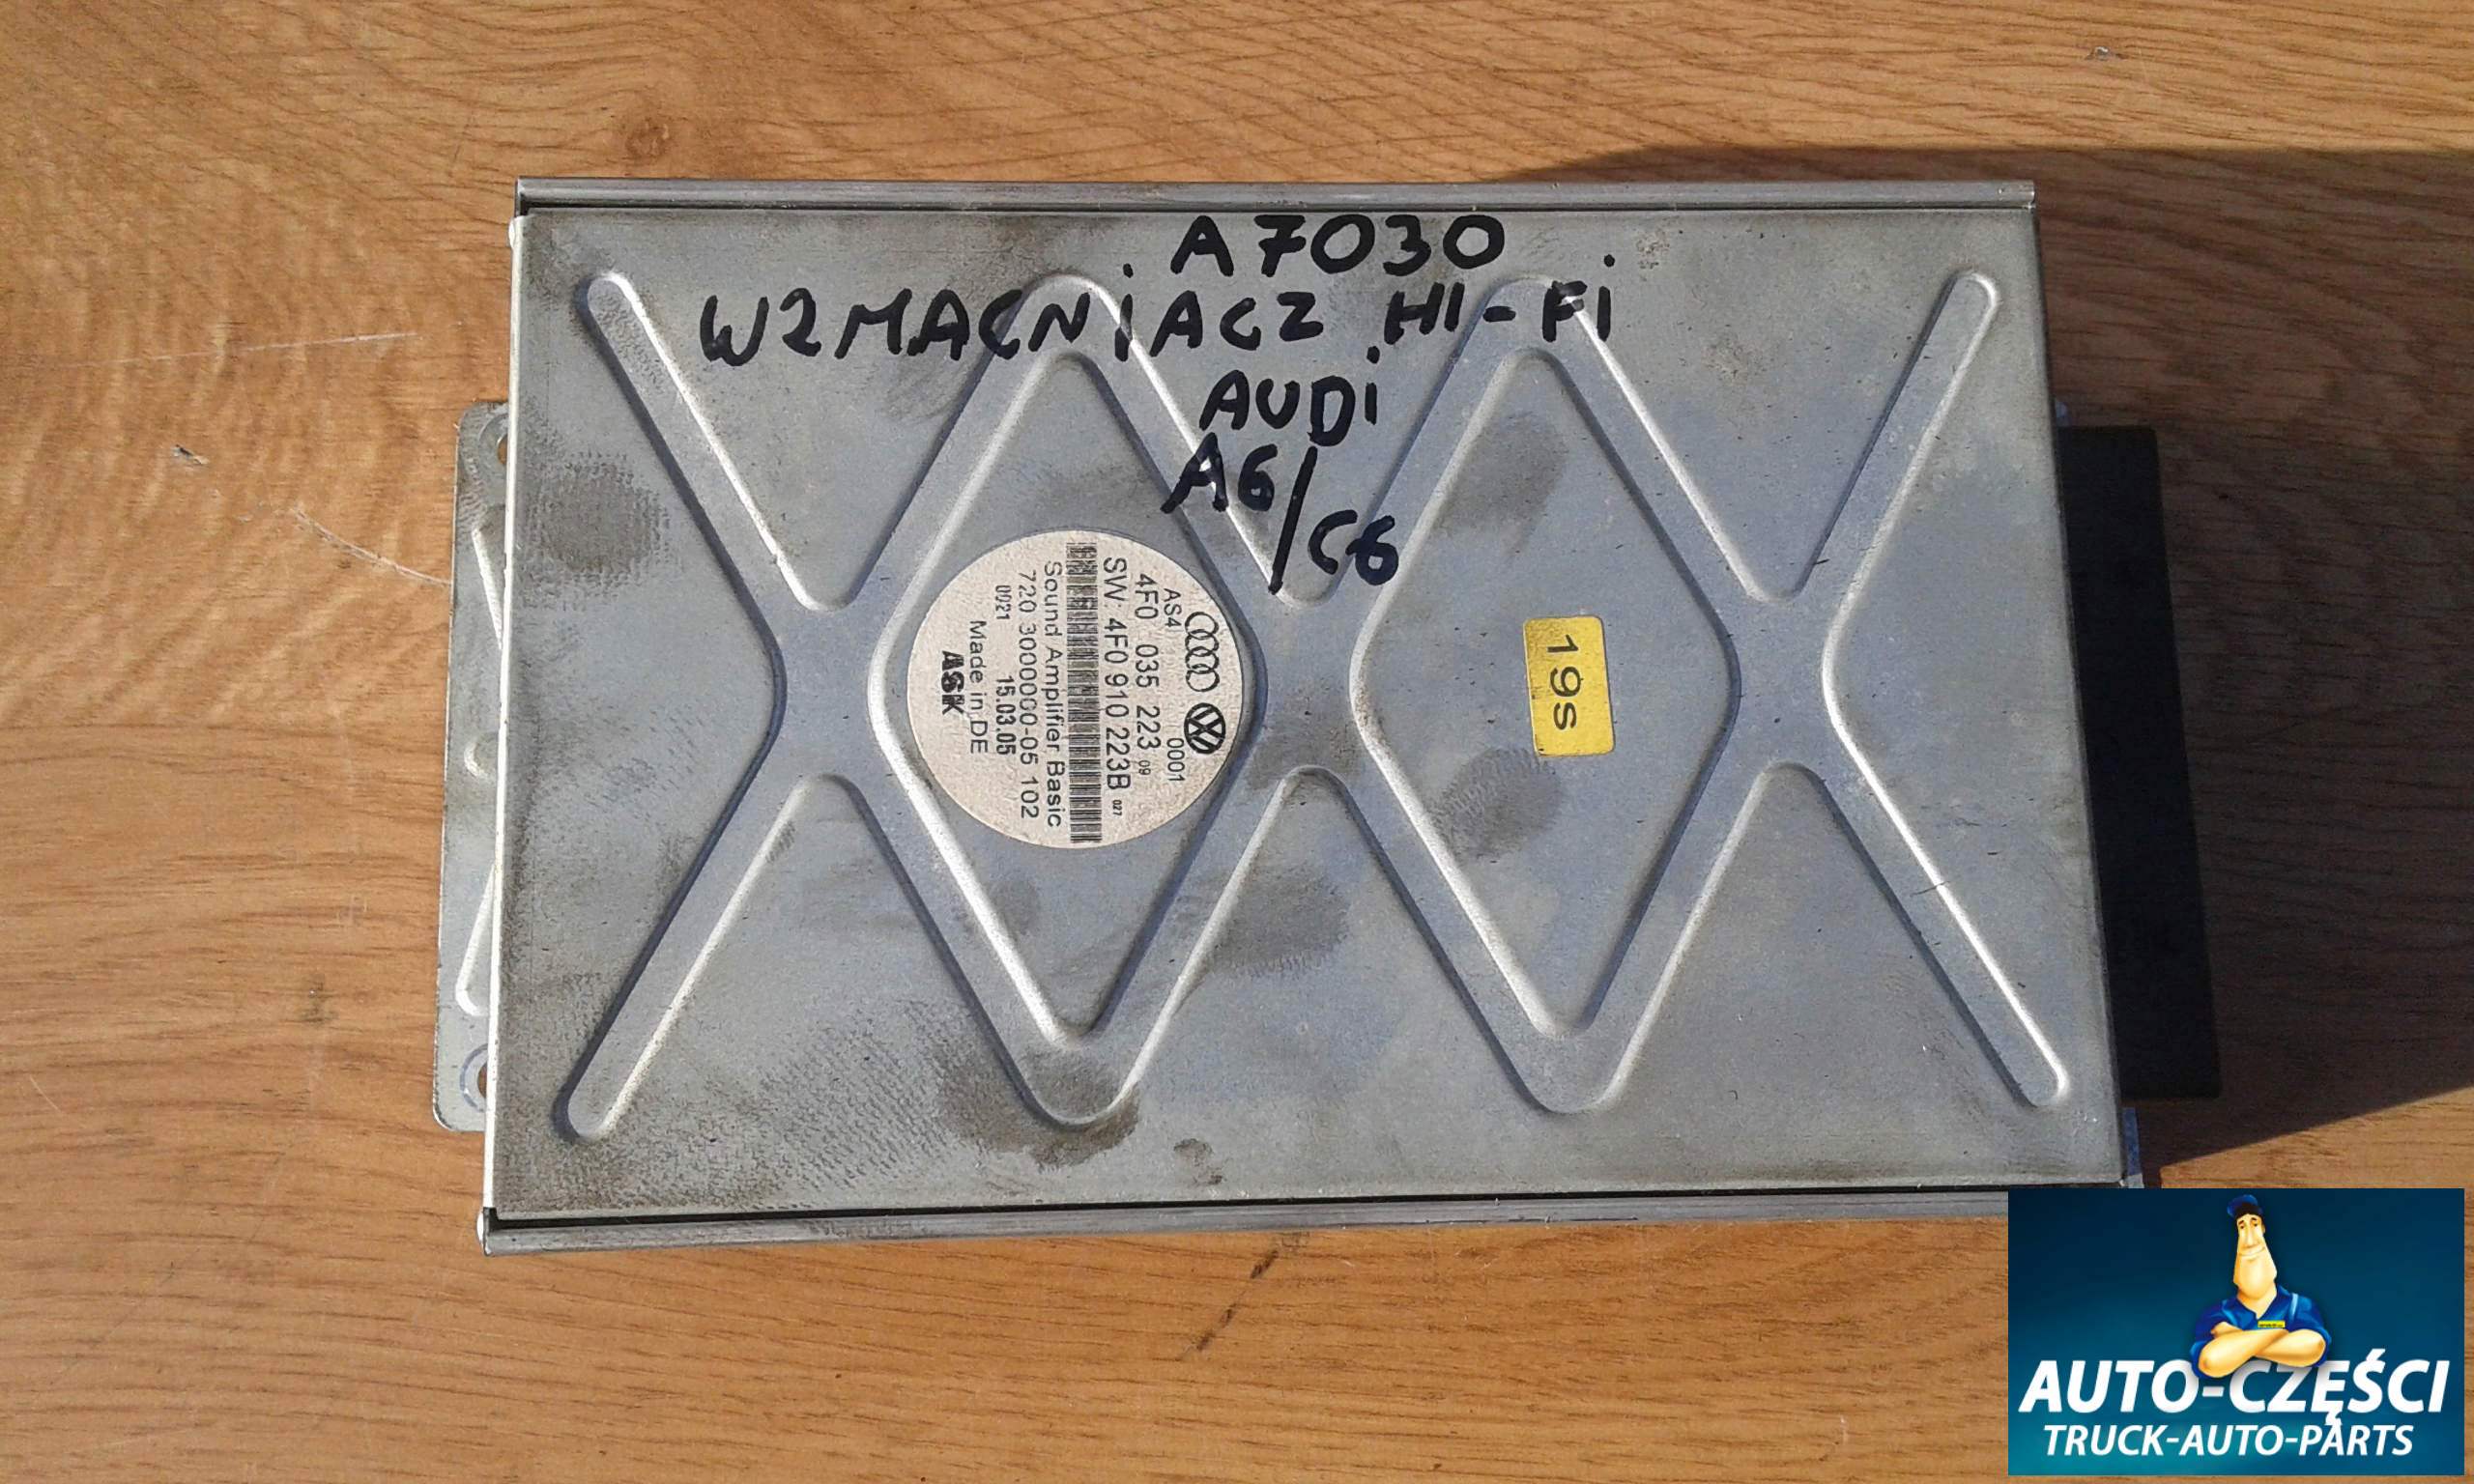 A7030
WZMACNIACZ HI-Fi
AUDi
A6/C6
AS4 0001
4F0 035 223 09
SW: 4F0 910 223B 027
Sound Amplifier Basic
720 3000000-05 102
0021 15.03.05
Made in DE
ASK
19s
AUTO-CZĘŚCI
TRUCK-AUTO-PARTS